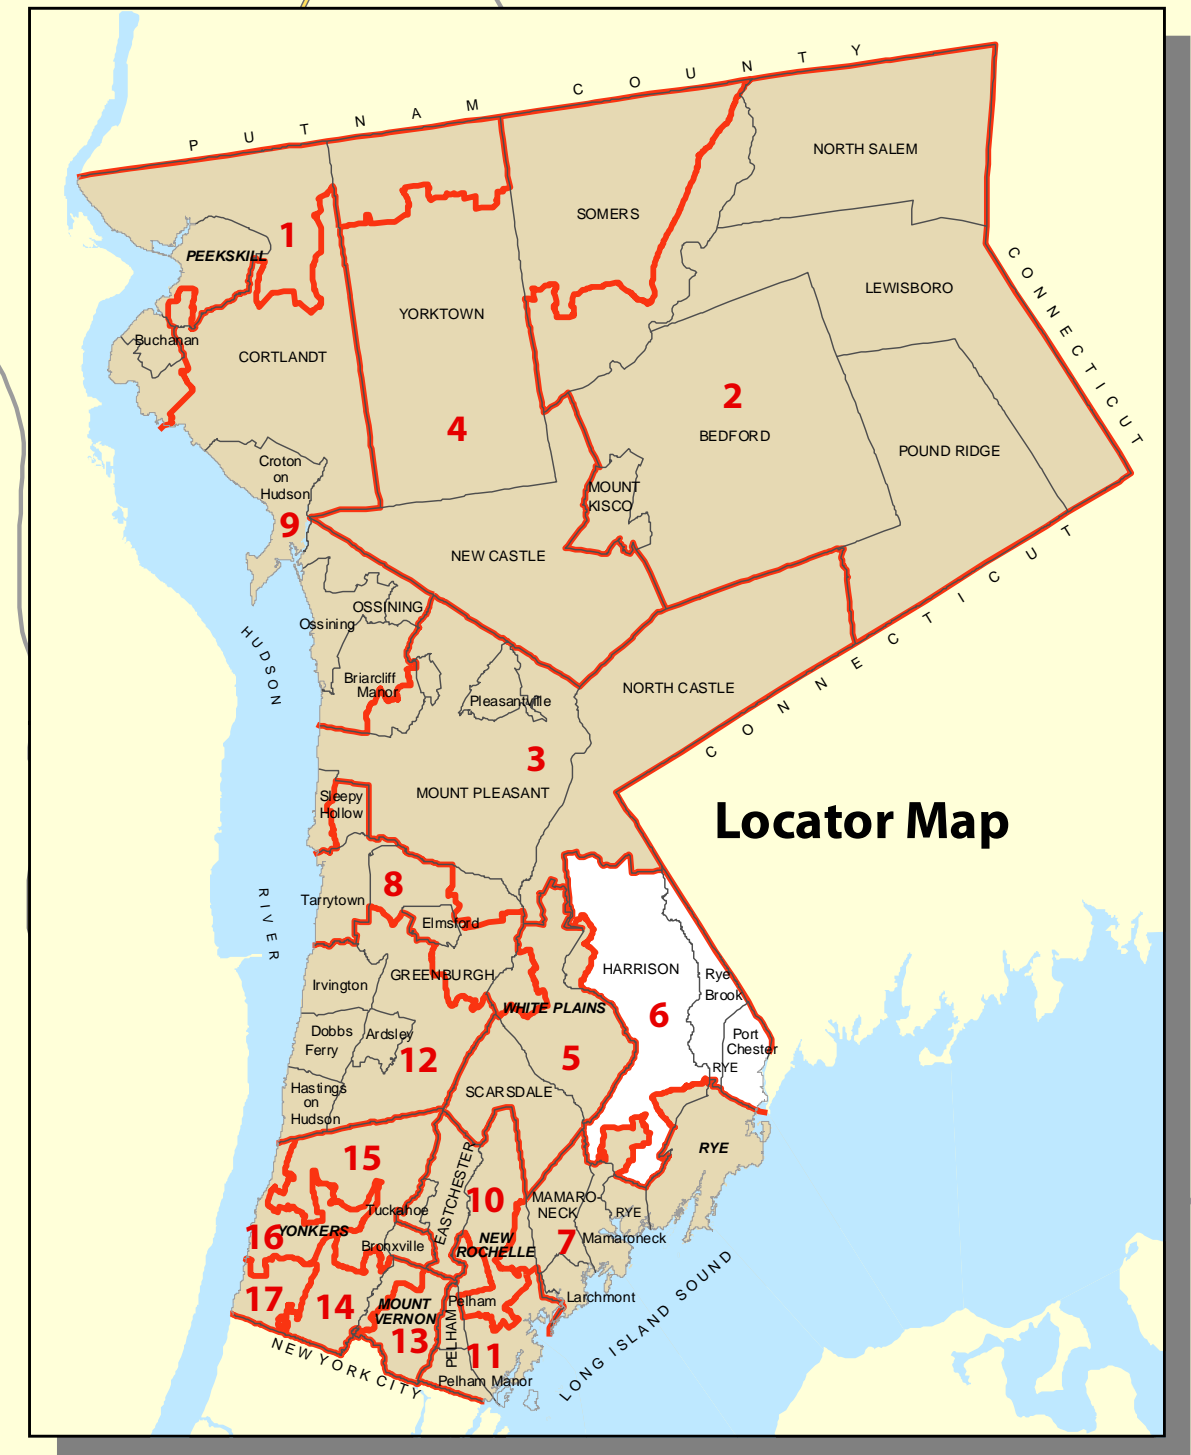 PUTNAM COUNTY
NORTH SALEM
SOMERS
1
PEEKSKILL
CONNECTICUT
LEWISBORO
YORKTOWN
Buchanan
CORTLANDT
2
4
BEDFORD
POUND RIDGE
Croton
on
Hudson
MOUNT
KISCO
9
NEW CASTLE
CONNECTICUT
OSSINING
Ossining
HUDSON
Briarcliff
Manor
NORTH CASTLE
Pleasantville
3
MOUNT PLEASANT
Sleepy
Hollow
Locator Map
8
Tarrytown
RIVER
Elmsford
HARRISON
GREENBURGH
Rye
Brook
Irvington
WHITE PLAINS
6
Dobbs
Ferry
Ardsley
Port
Chester
12
5
RYE
Hastings
on
Hudson
SCARSDALE
15
RYE
EASTCHESTER
10
MAMARO-
NECK
Tuckahoe
RYE
16
YONKERS
NEW
ROCHELLE
7
Mamaroneck
Bronxville
17
14
MOUNT
VERNON
Pelham
Larchmont
LONG ISLAND SOUND
13
PELHAM
11
NEW YORK CITY
Pelham Manor